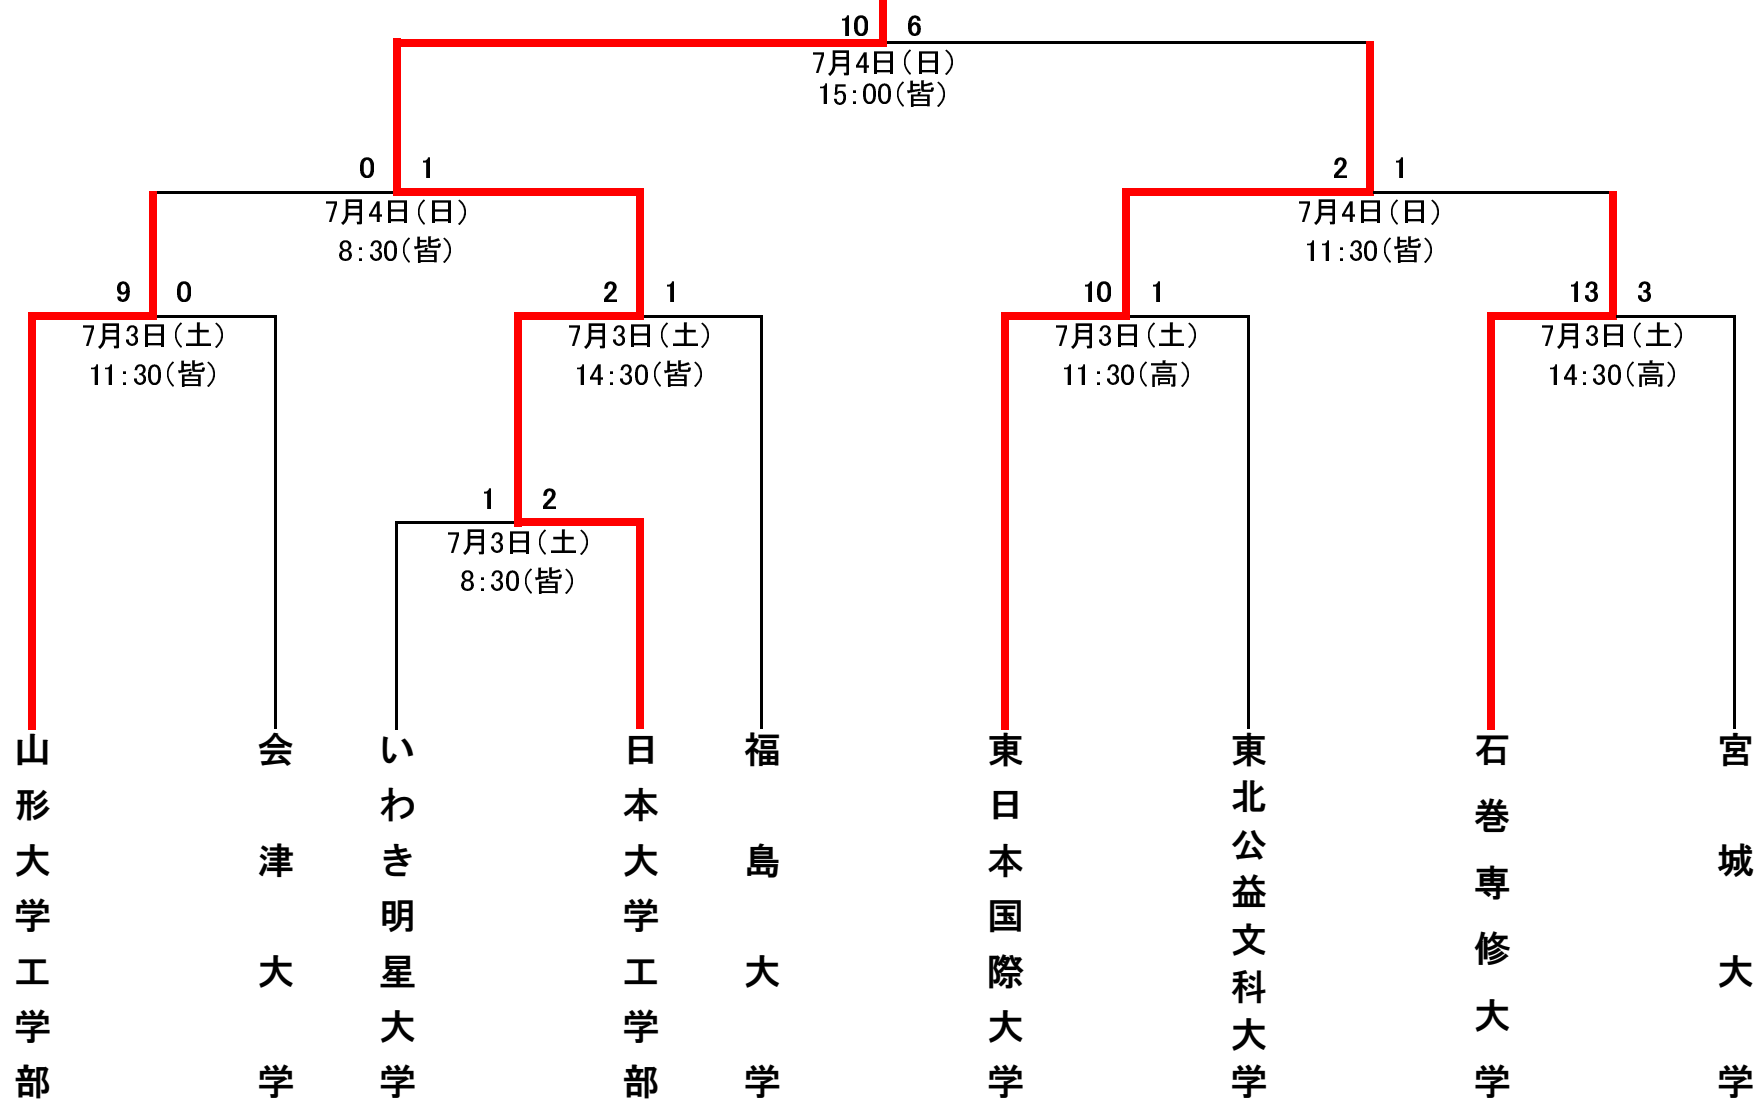 10 6
7月4日(日)
15:00(皆)
0 1
7月4日(日)
8:30(皆)
2 1
7月4日(日)
11:30(皆)
9 0
7月3日(土)
11:30(皆)
2 1
7月3日(土)
14:30(皆)
10 1
7月3日(土)
11:30(高)
13 3
7月3日(土)
14:30(高)
1 2
7月3日(土)
8:30(皆)
山形大学工学部
会津大学
いわき明星大学
日本大学工学部
福島大学
東日本国際大学
東北公益文科大学
石巻専修大学
宮城大学